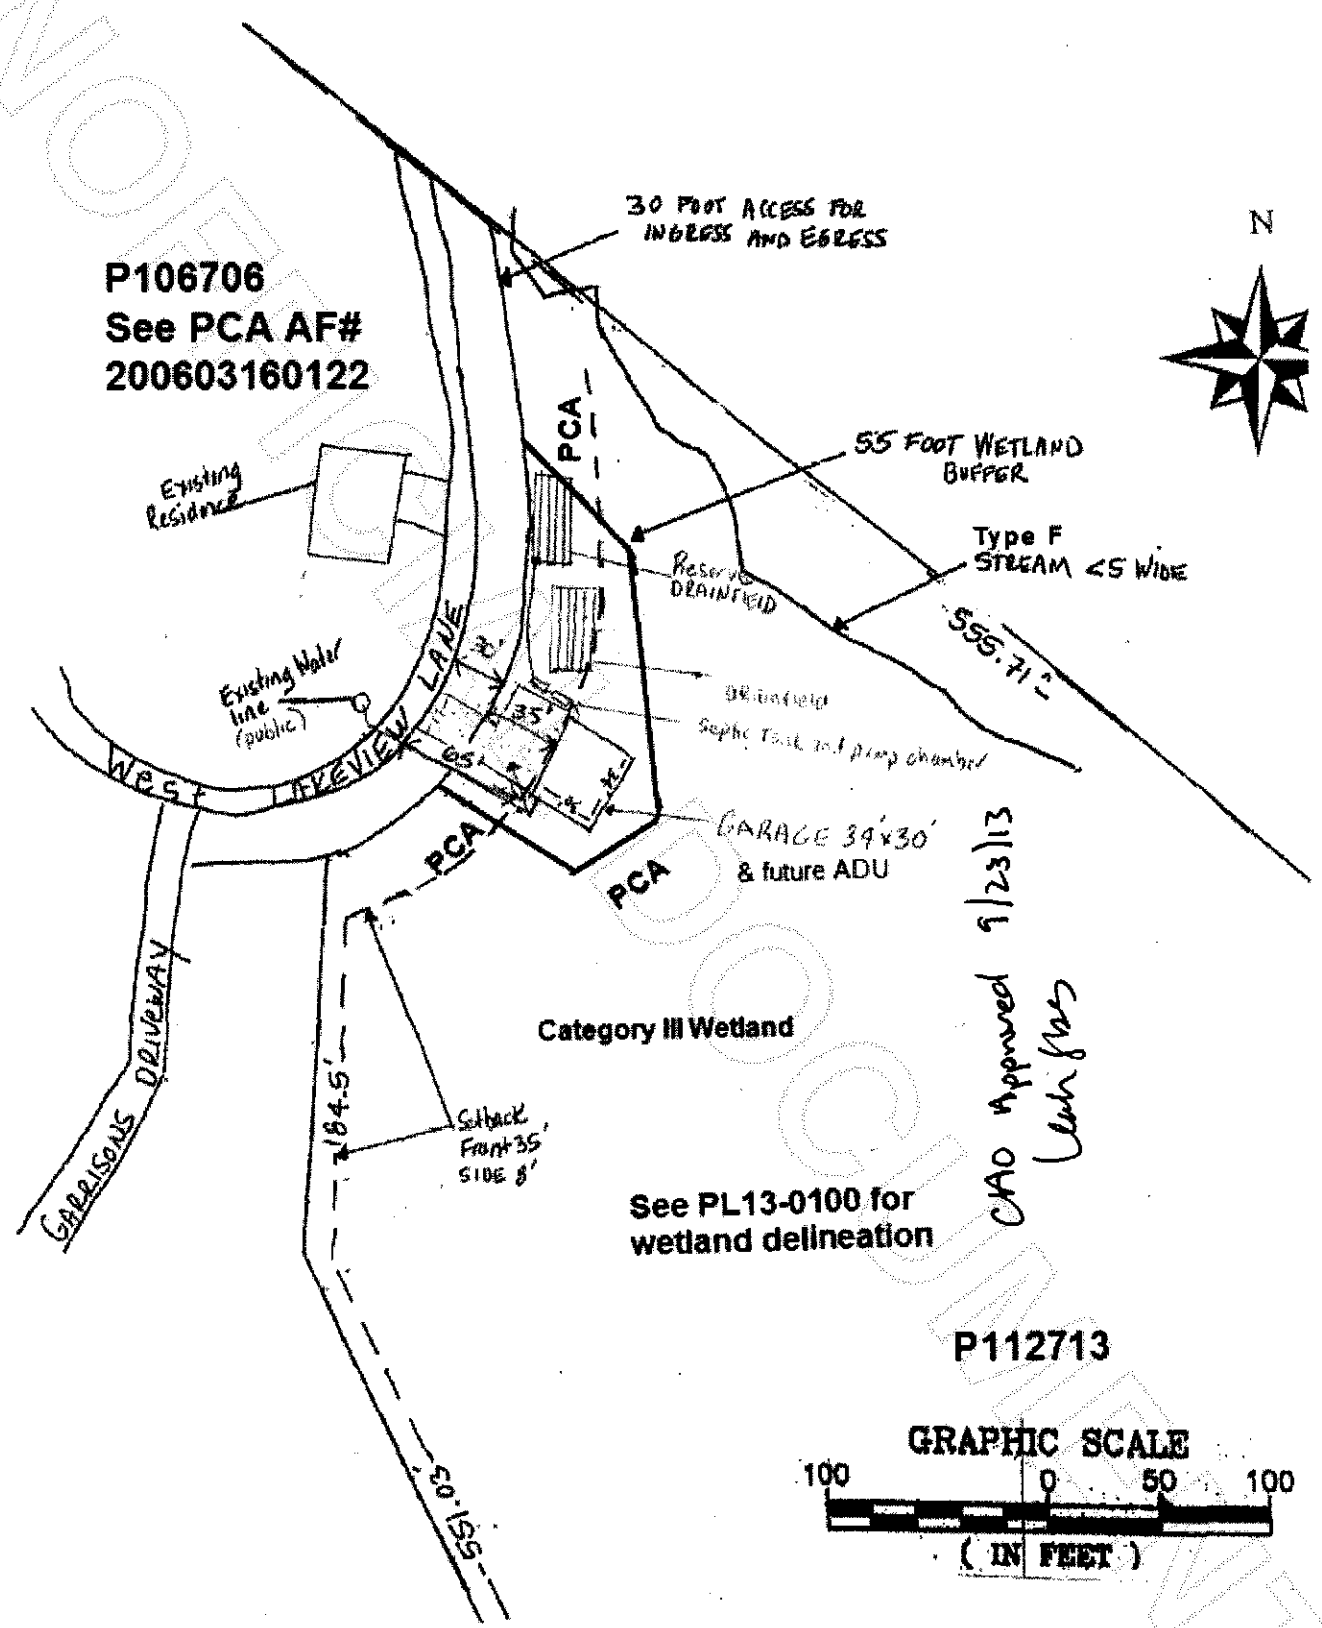 30 FOOT ACCESS FOR
INGRESS AND EGRESS
N
P106706
See PCA AF#
200603160122
PCA
55 FOOT WETLAND
BUFFER
Existing
Residence
Type F
STREAM <5 WIDE
Reserve
DRAINFIELD
555.71'
Existing Water
line
(public)
30'
DRainfield
35'
Septic Tank and pump chamber
65'
West LAKEVIEW LANE
GARAGE 34'x30'
& future ADU
PCA
PCA
CAO Approved 9/23/13
GARRISONS DRIVEWAY
Category III Wetland
184.5'
Setback
Front 35'
SIDE 8'
See PL13-0100 for
wetland delineation
P112713
551.03'
GRAPHIC SCALE
100 0 50 100
( IN FEET )
UNOFFICIAL DOCUMENT